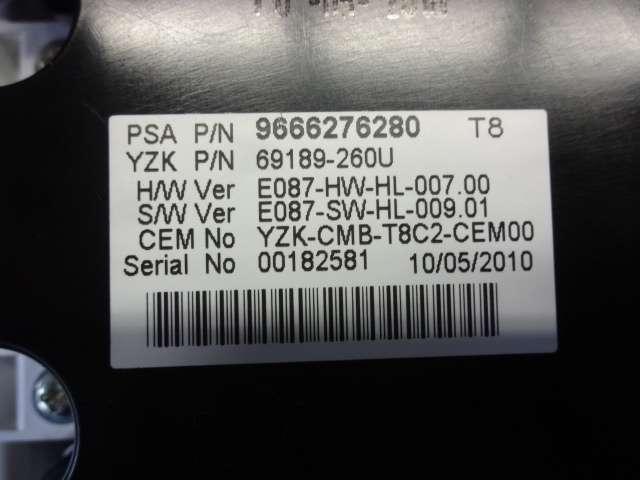 PSA P/N 9666276280 T8
YZK P/N 69189-260U
H/W Ver E087-HW-HL-007.00
S/W Ver E087-SW-HL-009.01
CEM No YZK-CMB-T8C2-CEM00
Serial No 00182581 10/05/2010